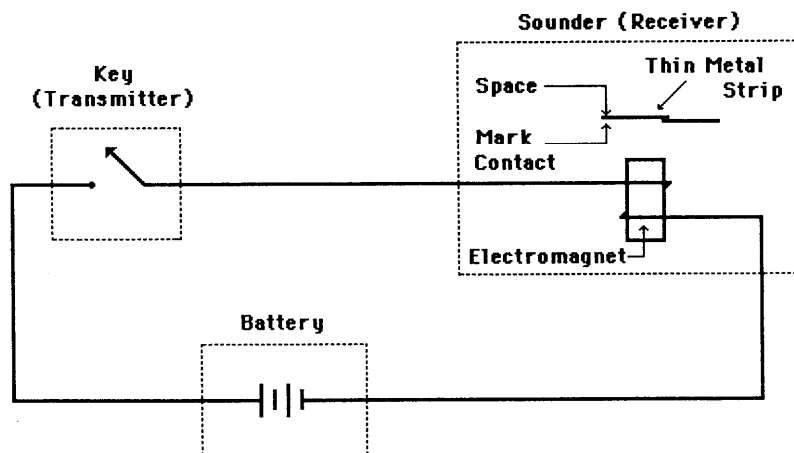 Sounder (Receiver)
Key
(Transmitter)
Thin Metal
Strip
Space
Mark
Contact
Electromagnet
Battery